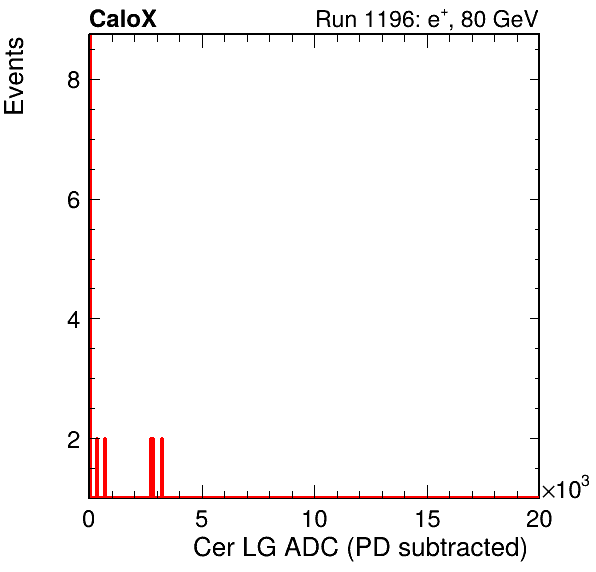 CaloX Run 1196: e⁺, 80 GeV
Events
8
6
4
2
0 5 10 15 20
×10³
Cer LG ADC (PD subtracted)